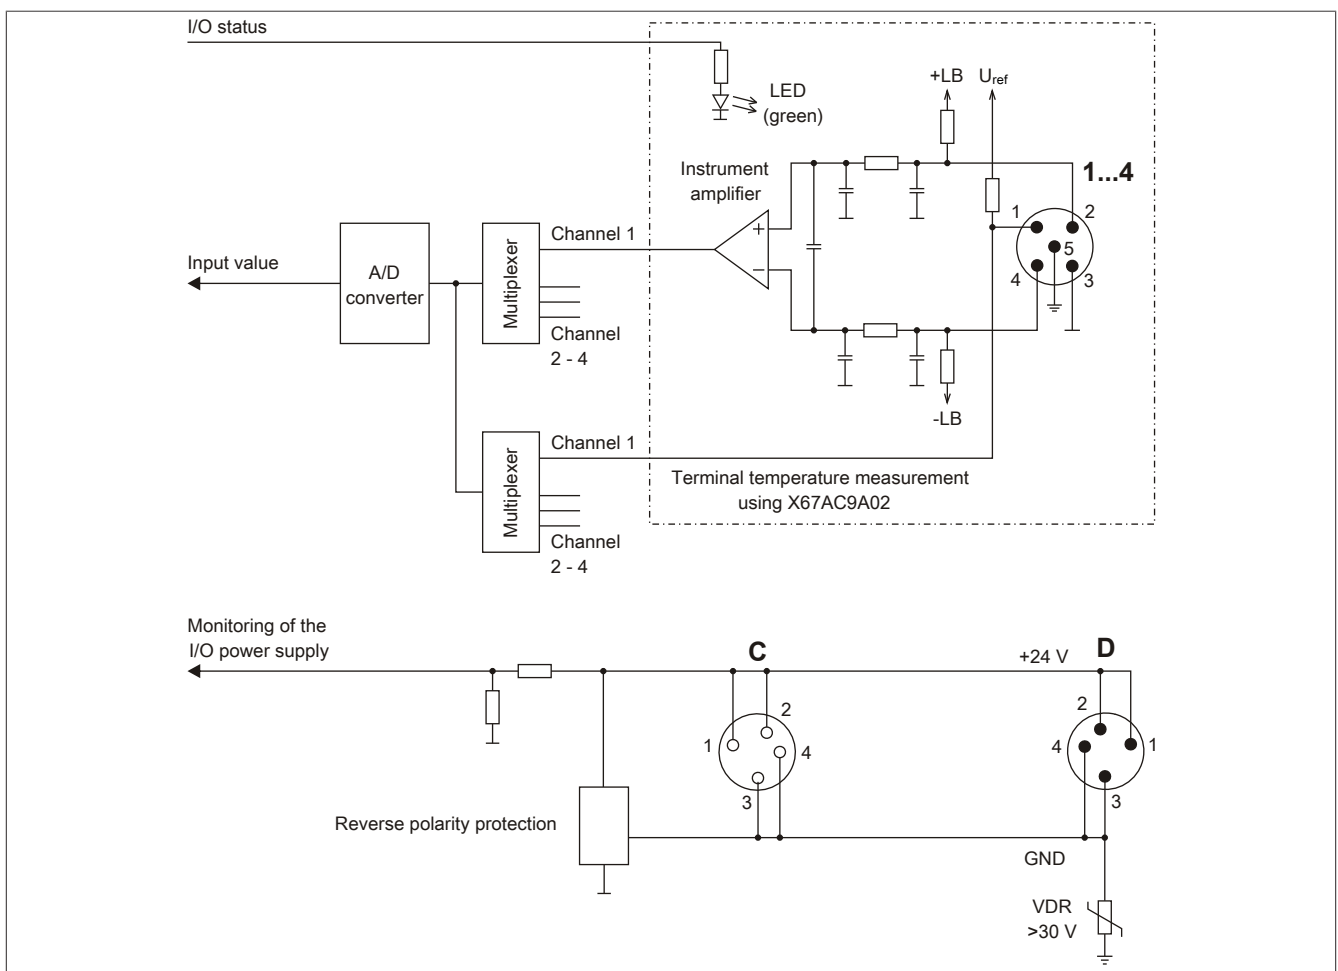 I/O status
LED
(green)
+LB
Uref
Instrument
amplifier
1...4
1
2
5
4
3
+
−
Channel 1
Input value
A/D
converter
Multiplexer
Channel
2 - 4
-LB
Channel 1
Multiplexer
Terminal temperature measurement
using X67AC9A02
Channel
2 - 4
Monitoring of the
I/O power supply
C
+24 V
D
2
1
4
3
2
4
1
3
Reverse polarity protection
GND
VDR
>30 V